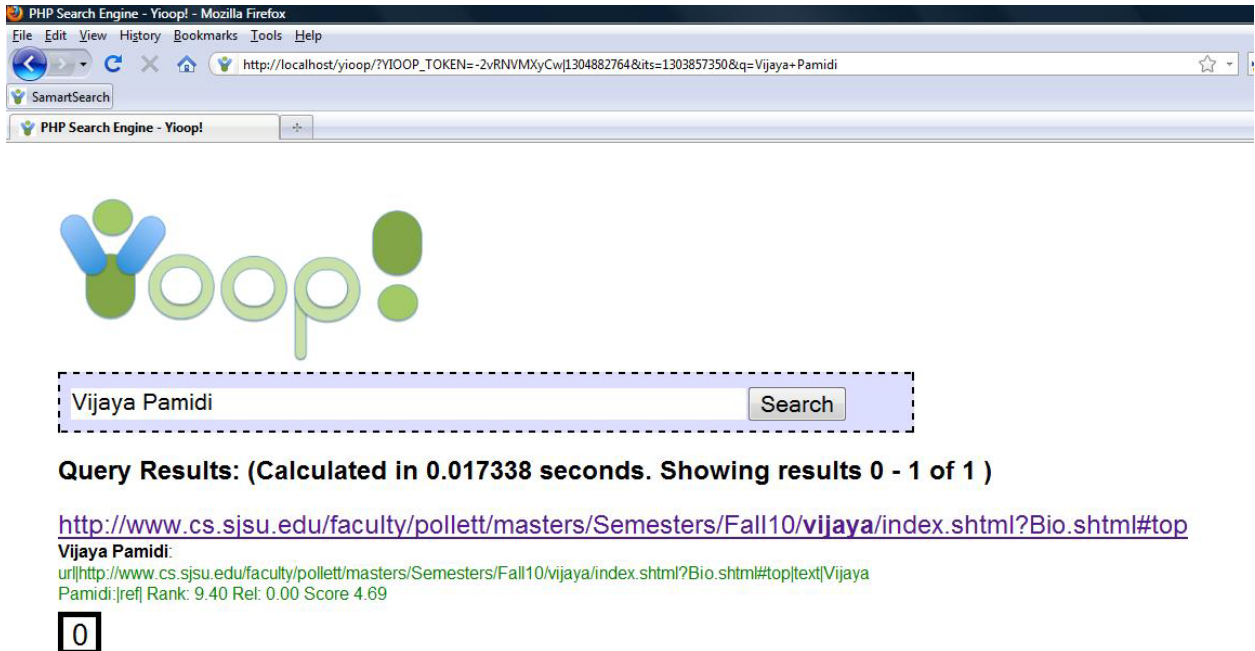 PHP Search Engine - Yioop! - Mozilla Firefox
File Edit View History Bookmarks Tools Help
http://localhost/yioop/?YIOOP_TOKEN=-2vRNVMXyCw|1304882764&its=1303857350&q=Vijaya+Pamidi
SamartSearch
PHP Search Engine - Yioop!
Yioop!
Vijaya Pamidi Search
Query Results: (Calculated in 0.017338 seconds. Showing results 0 - 1 of 1 )
http://www.cs.sjsu.edu/faculty/pollett/masters/Semesters/Fall10/vijaya/index.shtml?Bio.shtml#top
Vijaya Pamidi:
url|http://www.cs.sjsu.edu/faculty/pollett/masters/Semesters/Fall10/vijaya/index.shtml?Bio.shtml#top|text|Vijaya
Pamidi:|ref| Rank: 9.40 Rel: 0.00 Score 4.69
0